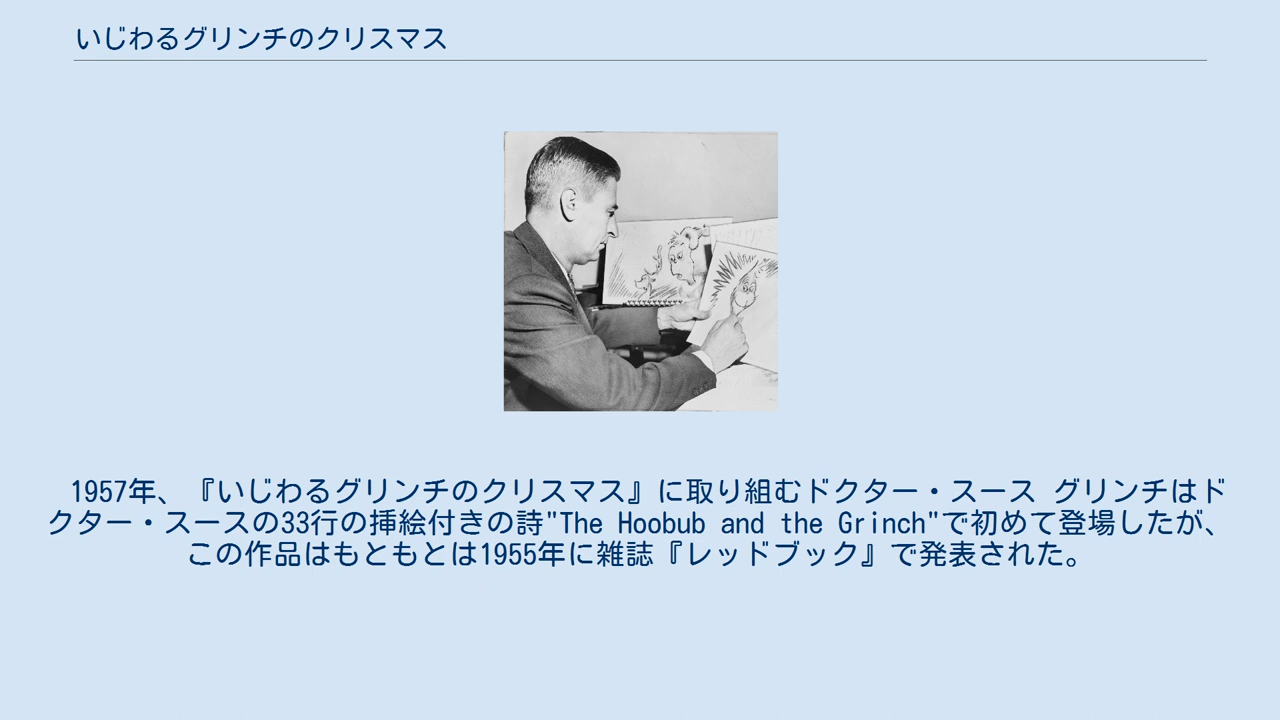 いじわるグリンチのクリスマス
1957年、『いじわるグリンチのクリスマス』に取り組むドクター・スース グリンチはド
クター・スースの33行の挿絵付きの詩"The Hoobub and the Grinch"で初めて登場したが、
この作品はもともとは1955年に雑誌『レッドブック』で発表された。